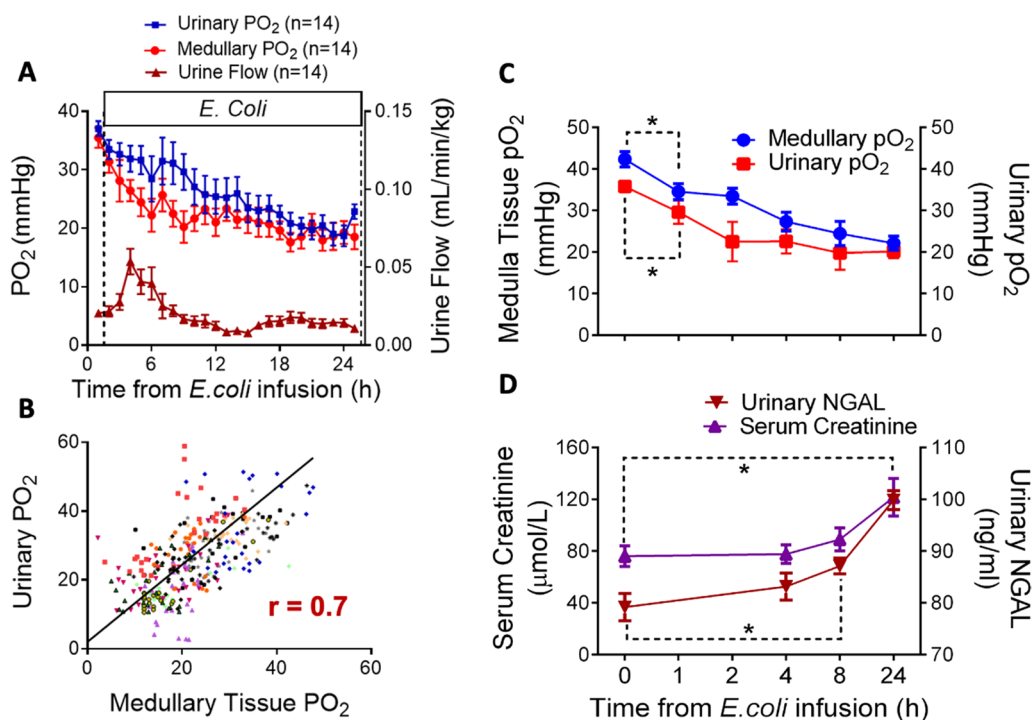 A
Urinary PO2 (n=14)
Medullary PO2 (n=14)
Urine Flow (n=14)
E. Coli
40
30
20
10
0
PO2 (mmHg)
0.15
0.10
0.05
0.00
Urine Flow (mL/min/kg)
0 6 12 18 24
Time from E.coli infusion (h)
B
60
40
20
0
Urinary PO2
r = 0.7
0 20 40 60
Medullary Tissue PO2
C
*
Medullary pO2
Urinary pO2
*
50
40
30
20
10
0
Medulla Tissue pO2
(mmHg)
50
40
30
20
10
0
Urinary pO2
(mmHg)
D
Urinary NGAL
Serum Creatinine
*
*
160
120
80
40
0
Serum Creatinine
(μmol/L)
110
100
90
80
70
Urinary NGAL
(ng/ml)
0 1 2 4 8 24
Time from E.coli infusion (h)